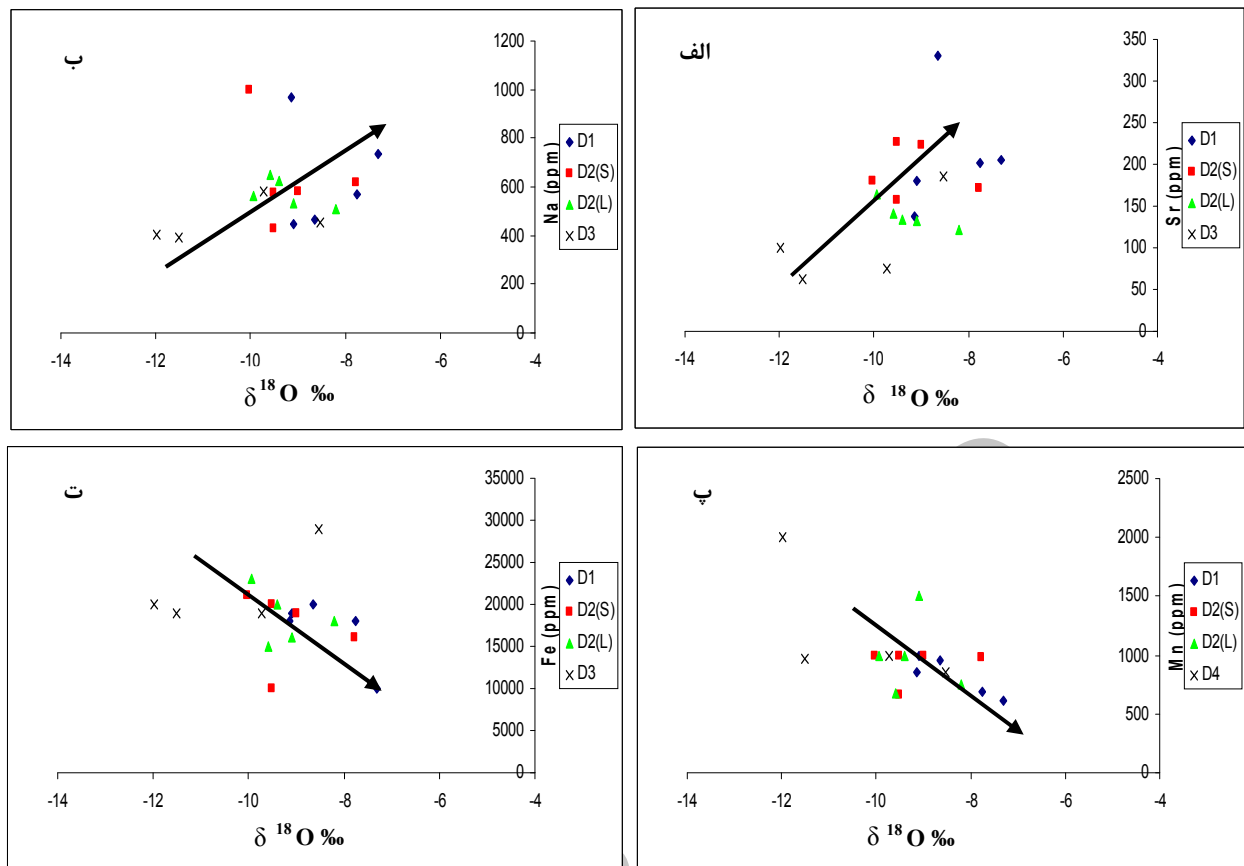 ب
1200
1000
800
600
400
200
0
Na (ppm)
D1
D2(S)
D2(L)
D3
-14 -12 -10 -8 -6 -4
δ 18 O ‰
الف
350
300
250
200
150
100
50
0
Sr (ppm)
D1
D2(S)
D2(L)
D3
-14 -12 -10 -8 -6 -4
δ 18 O ‰
ت
35000
30000
25000
20000
15000
10000
5000
0
Fe (ppm)
D1
D2(S)
D2(L)
D3
-14 -12 -10 -8 -6 -4
δ 18 O ‰
پ
2500
2000
1500
1000
500
0
Mn (ppm)
D1
D2(S)
D2(L)
D4
-14 -12 -10 -8 -6 -4
δ 18 O ‰